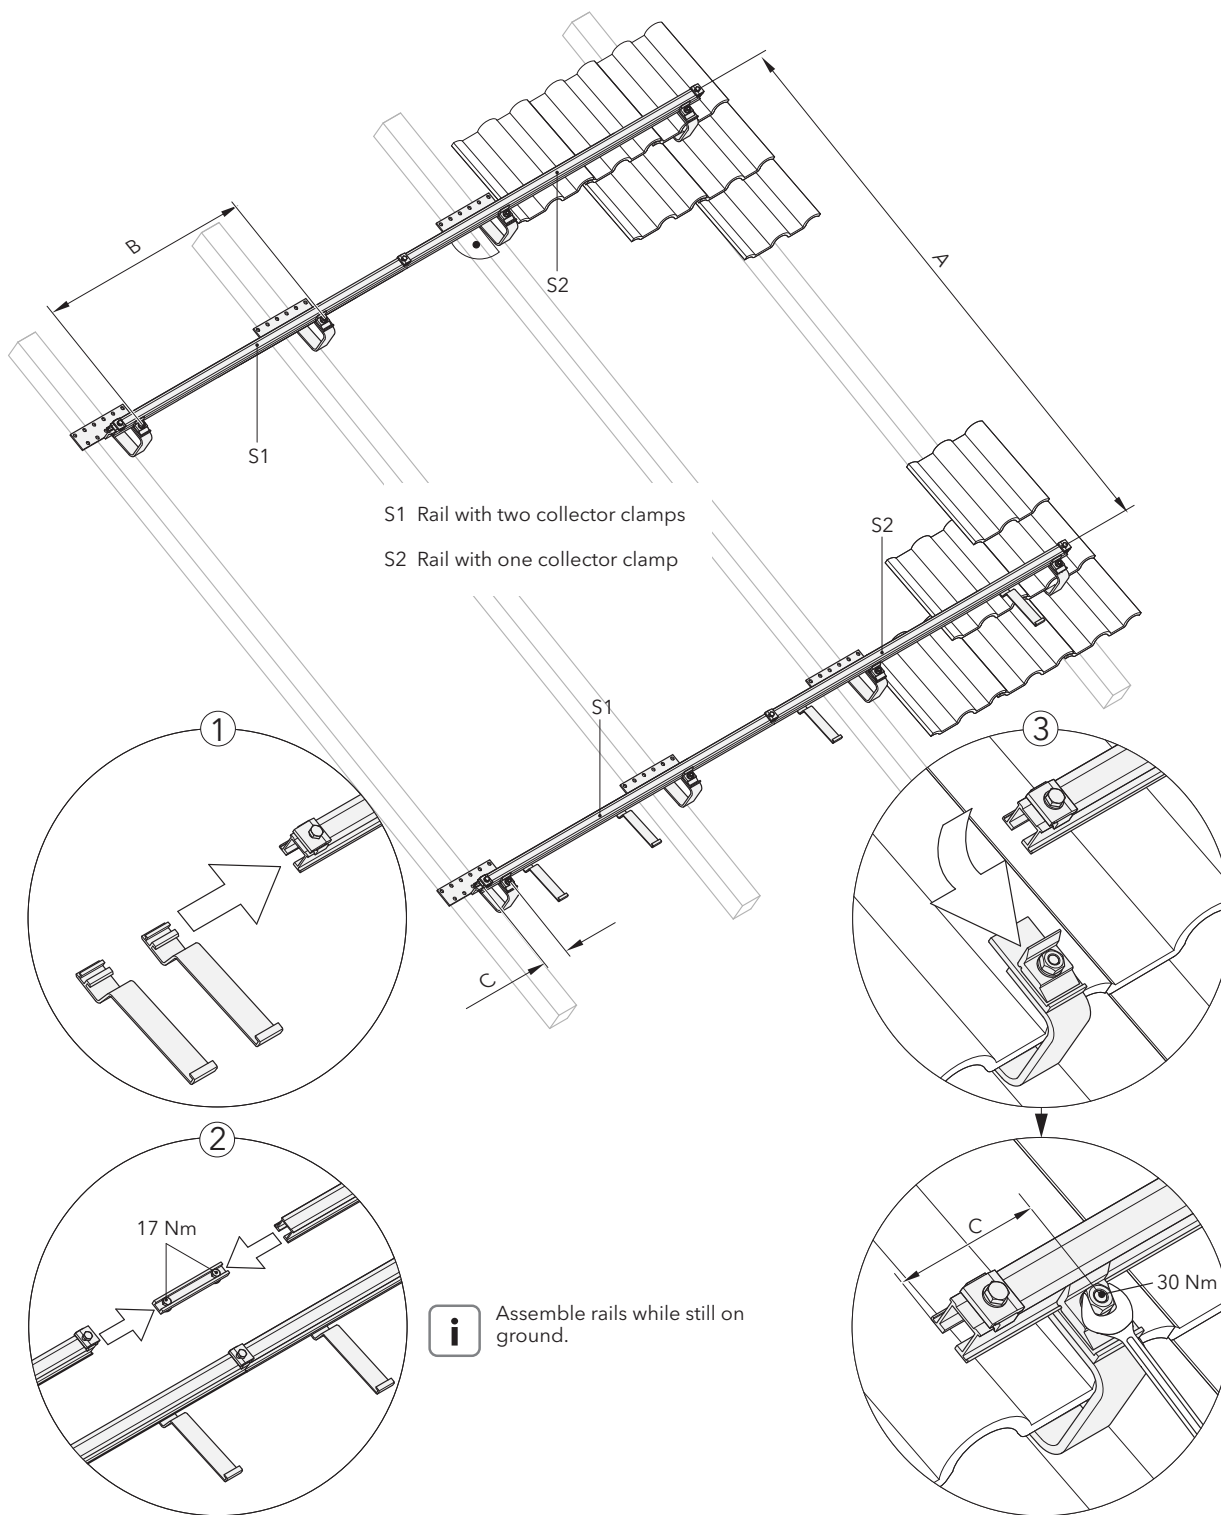 B
A
S2
S1
S1 Rail with two collector clamps
S2
S2 Rail with one collector clamp
S1
1
3
C
2
17 Nm
C
30 Nm
i
Assemble rails while still on
ground.